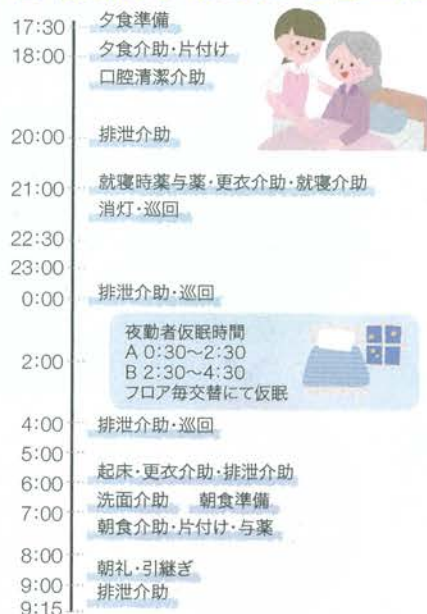 17:30 夕食準備
18:00 夕食介助・片付け
口腔清潔介助
20:00 排泄介助
21:00 就寝時薬与薬・更衣介助・就寝介助
消灯・巡回
22:30
23:00
0:00 排泄介助・巡回
夜勤者仮眠時間
A 0:30～2:30
2:00 B 2:30～4:30
フロア毎交替にて仮眠
4:00 排泄介助・巡回
5:00
起床・更衣介助・排泄介助
6:00
洗面介助 朝食準備
7:00
朝食介助・片付け・与薬
8:00
朝礼・引継ぎ
9:00 排泄介助
9:15